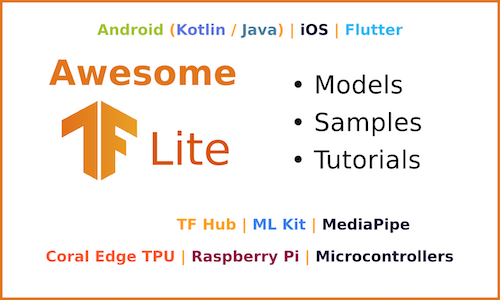 Android (Kotlin / Java) | iOS | Flutter
Awesome
TF Lite
• Models
• Samples
• Tutorials
TF Hub | ML Kit | MediaPipe
Coral Edge TPU | Raspberry Pi | Microcontrollers